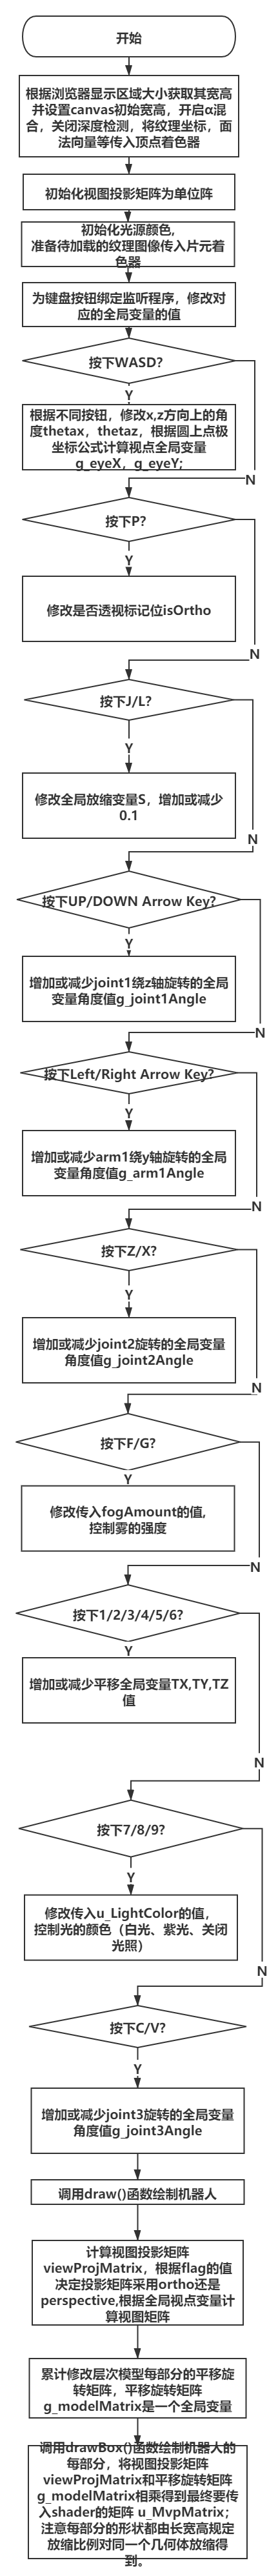 开始
根据浏览器显示区域大小获取其宽高
并设置canvas初始宽高，开启α混
合，关闭深度检测，将纹理坐标，面
法向量等传入顶点着色器
初始化视图投影矩阵为单位阵
初始化光源颜色,
准备待加载的纹理图像传入片元着
色器
为键盘按钮绑定监听程序，修改对
应的全局变量的值
按下WASD?
Y
根据不同按钮，修改x,z方向上的角
度thetax，thetaz，根据圆上点极
坐标公式计算视点全局变量
g_eyeX，g_eyeY;
N
按下P?
Y
修改是否透视标记位isOrtho
N
按下J/L?
Y
修改全局放缩变量S，增加或减少
0.1
N
按下UP/DOWN Arrow Key?
Y
增加或减少joint1绕z轴旋转的全局
变量角度值g_joint1Angle
N
按下Left/Right Arrow Key?
Y
增加或减少arm1绕y轴旋转的全局
变量角度值g_arm1Angle
N
按下Z/X?
Y
增加或减少joint2旋转的全局变量
角度值g_joint2Angle
N
按下F/G?
Y
修改传入fogAmount的值,
控制雾的强度
N
按下1/2/3/4/5/6?
Y
增加或减少平移全局变量TX,TY,TZ
值
N
按下7/8/9?
Y
修改传入u_LightColor的值，
控制光的颜色（白光、紫光、关闭
光照）
N
按下C/V?
Y
增加或减少joint3旋转的全局变量
角度值g_joint3Angle
调用draw()函数绘制机器人
计算视图投影矩阵
viewProjMatrix，根据flag的值
决定投影矩阵采用ortho还是
perspective,根据全局视点变量计
算视图矩阵
累计修改层次模型每部分的平移旋
转矩阵，平移旋转矩阵
g_modelMatrix是一个全局变量
调用drawBox()函数绘制机器人的
每部分，将视图投影矩阵
viewProjMatrix和平移旋转矩阵
g_modelMatrix相乘得到最终要传
入shader的矩阵 u_MvpMatrix；
注意每部分的形状都由长宽高规定
放缩比例对同一个几何体放缩得
到。